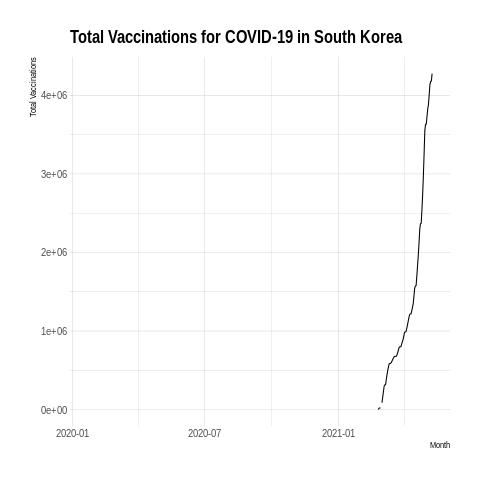 Total Vaccinations for COVID-19 in South Korea
Total Vaccinations
4e+06
3e+06
2e+06
1e+06
0e+00
2020-01
2020-07
2021-01
Month